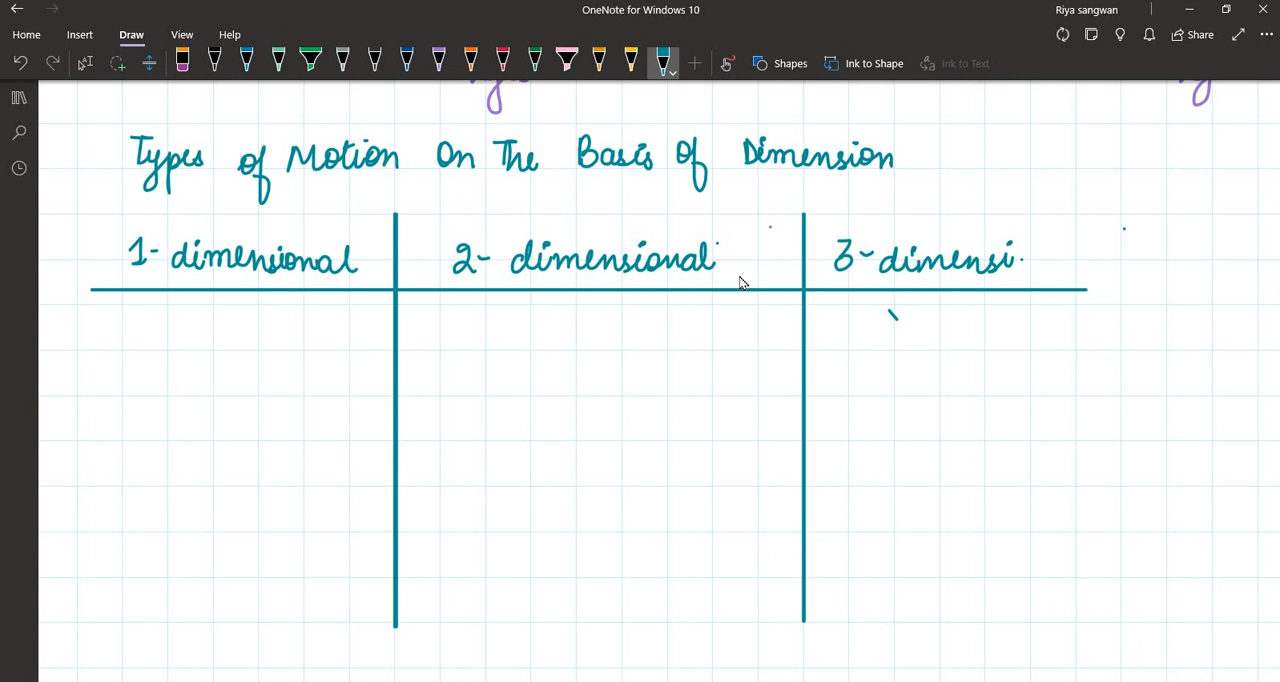 OneNote for Windows 10
Riya sangwan
Home Insert Draw View Help
Share
Shapes Ink to Shape Ink to Text
Types of Motion On The Basis Of Dimension
1- dimensional 2- dimensional 3-dimensi